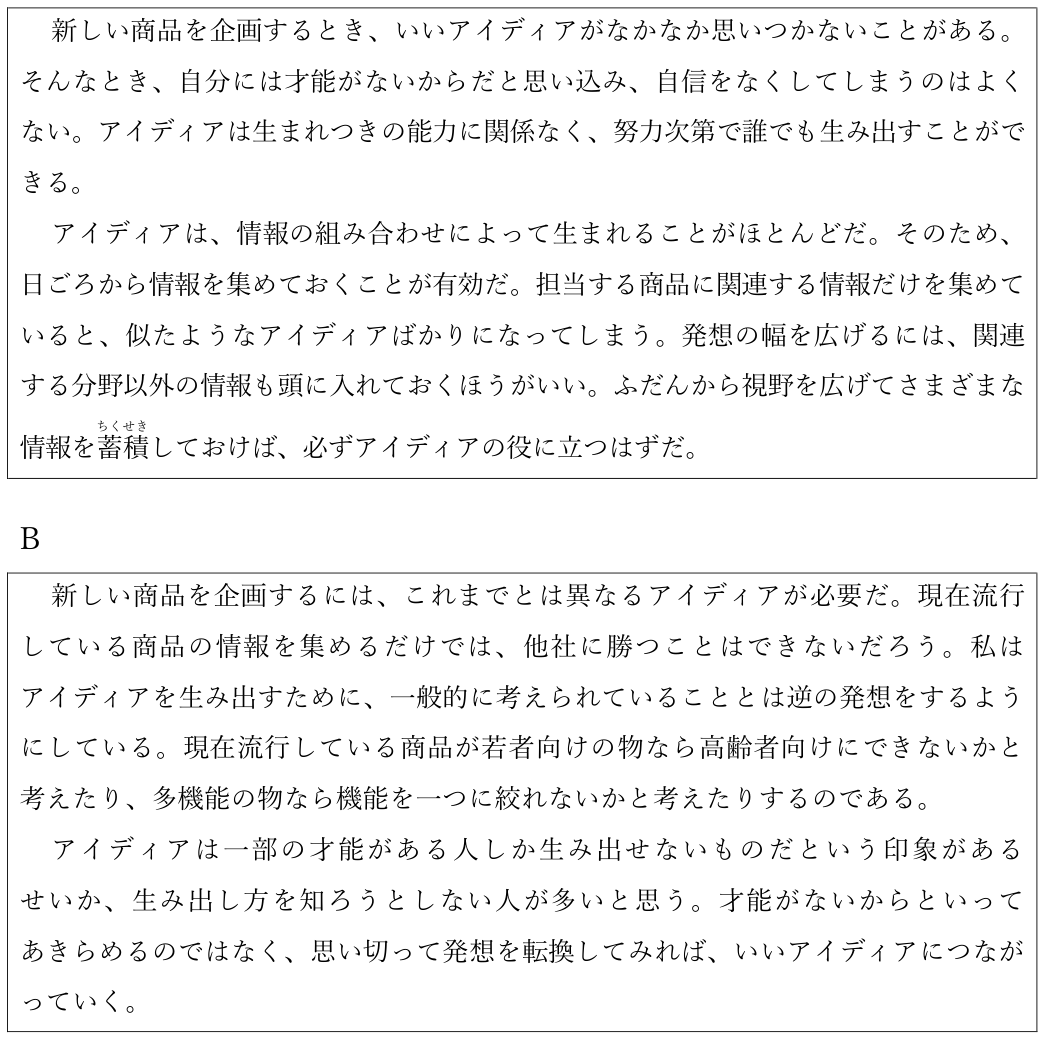 新しい商品を企画するとき、いいアイディアがなかなか思いつかないことがある。
そんなとき、自分には才能がないからだと思い込み、自信をなくしてしまうのはよく
ない。アイディアは生まれつきの能力に関係なく、努力次第で誰でも生み出すことがで
きる。
アイディアは、情報の組み合わせによって生まれることがほとんどだ。そのため、
日ごろから情報を集めておくことが有効だ。担当する商品に関連する情報だけを集めて
いると、似たようなアイディアばかりになってしまう。発想の幅を広げるには、関連
する分野以外の情報も頭に入れておくほうがいい。ふだんから視野を広げてさまざまな
ちくせき
情報を蓄積しておけば、必ずアイディアの役に立つはずだ。
B
新しい商品を企画するには、これまでとは異なるアイディアが必要だ。現在流行
している商品の情報を集めるだけでは、他社に勝つことはできないだろう。私は
アイディアを生み出すために、一般的に考えられていることとは逆の発想をするよう
にしている。現在流行している商品が若者向けの物なら高齢者向けにできないかと
考えたり、多機能の物なら機能を一つに絞れないかと考えたりするのである。
アイディアは一部の才能がある人しか生み出せないものだという印象がある
せいか、生み出し方を知ろうとしない人が多いと思う。才能がないからといって
あきらめるのではなく、思い切って発想を転換してみれば、いいアイディアにつなが
っていく。